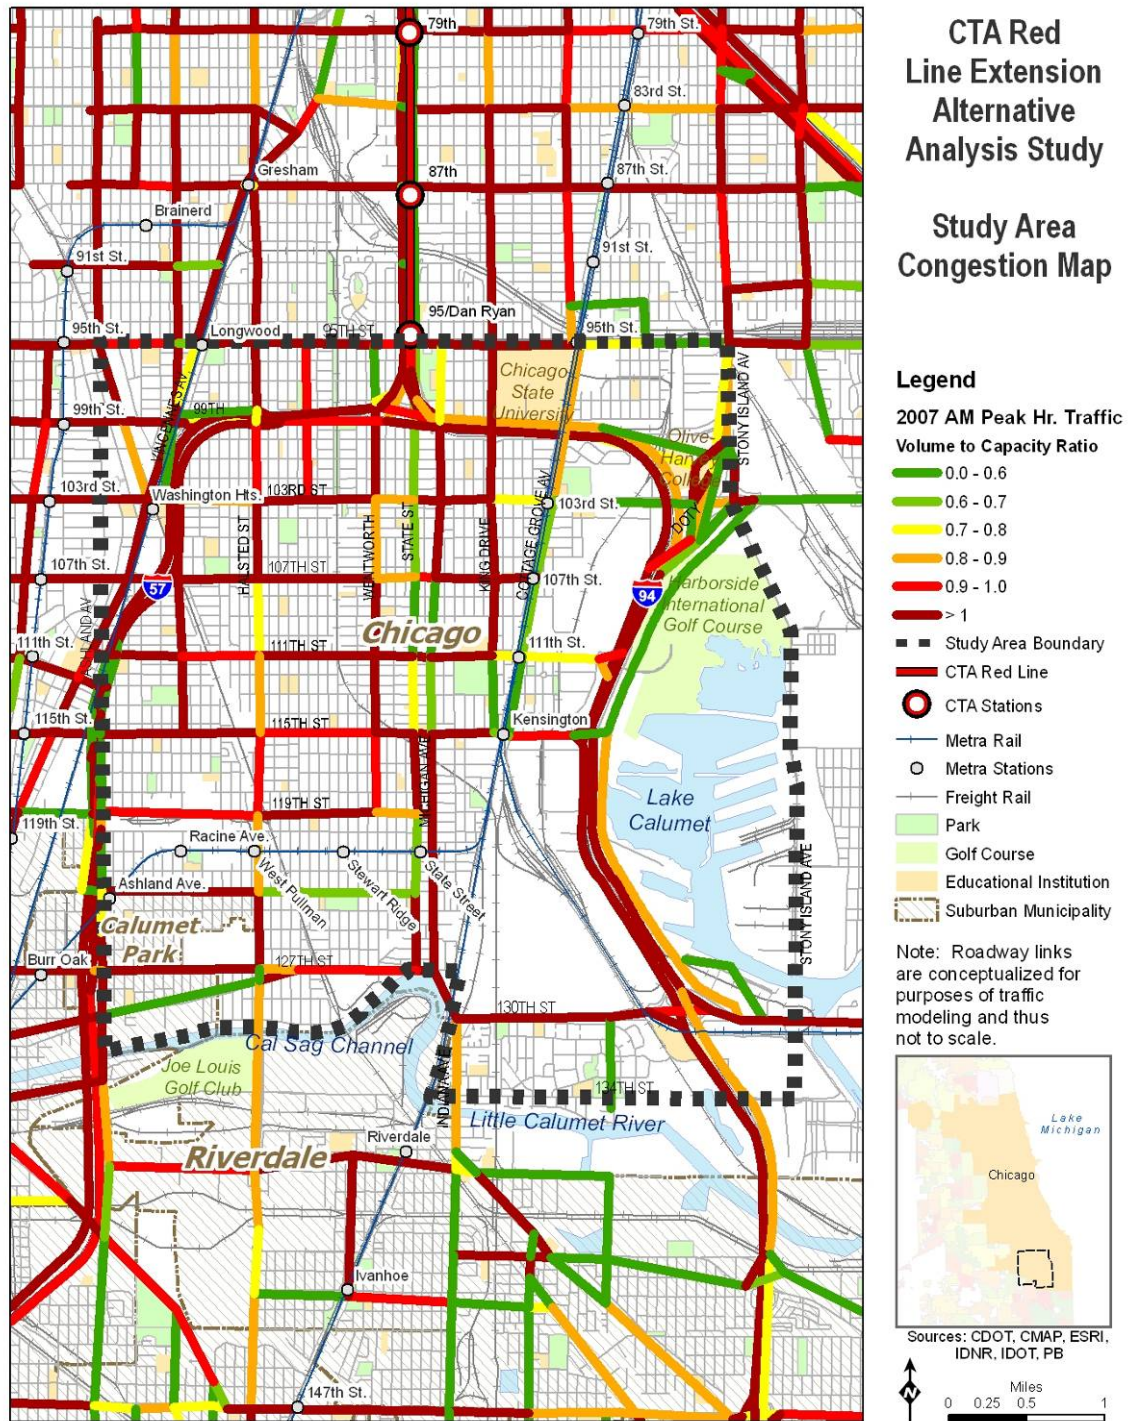 CTA Red
Line Extension
Alternative
Analysis Study
Study Area
Congestion Map
Legend
2007 AM Peak Hr. Traffic
Volume to Capacity Ratio
0.0 - 0.6
0.6 - 0.7
0.7 - 0.8
0.8 - 0.9
0.9 - 1.0
> 1
Study Area Boundary
CTA Red Line
CTA Stations
Metra Rail
Metra Stations
Freight Rail
Park
Golf Course
Educational Institution
Suburban Municipality
Note: Roadway links
are conceptualized for
purposes of traffic
modeling and thus
not to scale.
Lake
Michigan
Chicago
Sources: CDOT, CMAP, ESRI,
IDNR, IDOT, PB
N
Miles
0 0.25 0.5 1
79th
79th St.
83rd St.
Gresham
87th
87th St.
Brainerd
91st St.
91st St.
95/Dan Ryan
95th St.
Longwood
95TH ST
95th St.
Chicago
State
University
STONY ISLAND AV
VINCENNES AV
99TH
99th St.
Olive-
Harvey
College
103rd St.
Washington Hts.
103RD ST
103rd St.
HALSTED ST
WENTWORTH
STATE ST
KING DRIVE
COTTAGE GROVE AV
DOTY
107th St.
57
107TH ST
107th St.
94
Harborside
International
Golf Course
ASHLAND AV
Chicago
111th St.
111TH ST
111th St.
115th St.
115TH ST
Kensington
MICHIGAN AVE
Lake
Calumet
119TH ST
119th St.
Racine Ave.
West Pullman
Stewart Ridge
State Street
Ashland Ave.
Calumet
Park
STONY ISLAND AVE
Burr Oak
127TH ST
130TH ST
Cal Sag Channel
Joe Louis
Golf Club
INDIANA AVE
134TH ST
Little Calumet River
Riverdale
Riverdale
Ivanhoe
147th St.